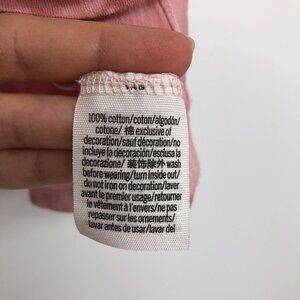 100% cotton/coton/algodón/
cotone/ 棉 exclusive of
decoration/sauf décoration/no
incluye la decoración/esclusa la
decorazione/ 装饰除外 wash
before wearing/turn inside out/
do not iron on decoration/laver
avant le premier usage/retourner
le vêtement à l'envers/ne pas
repasser sur les ornements/
lavar antes de usar/lavar del